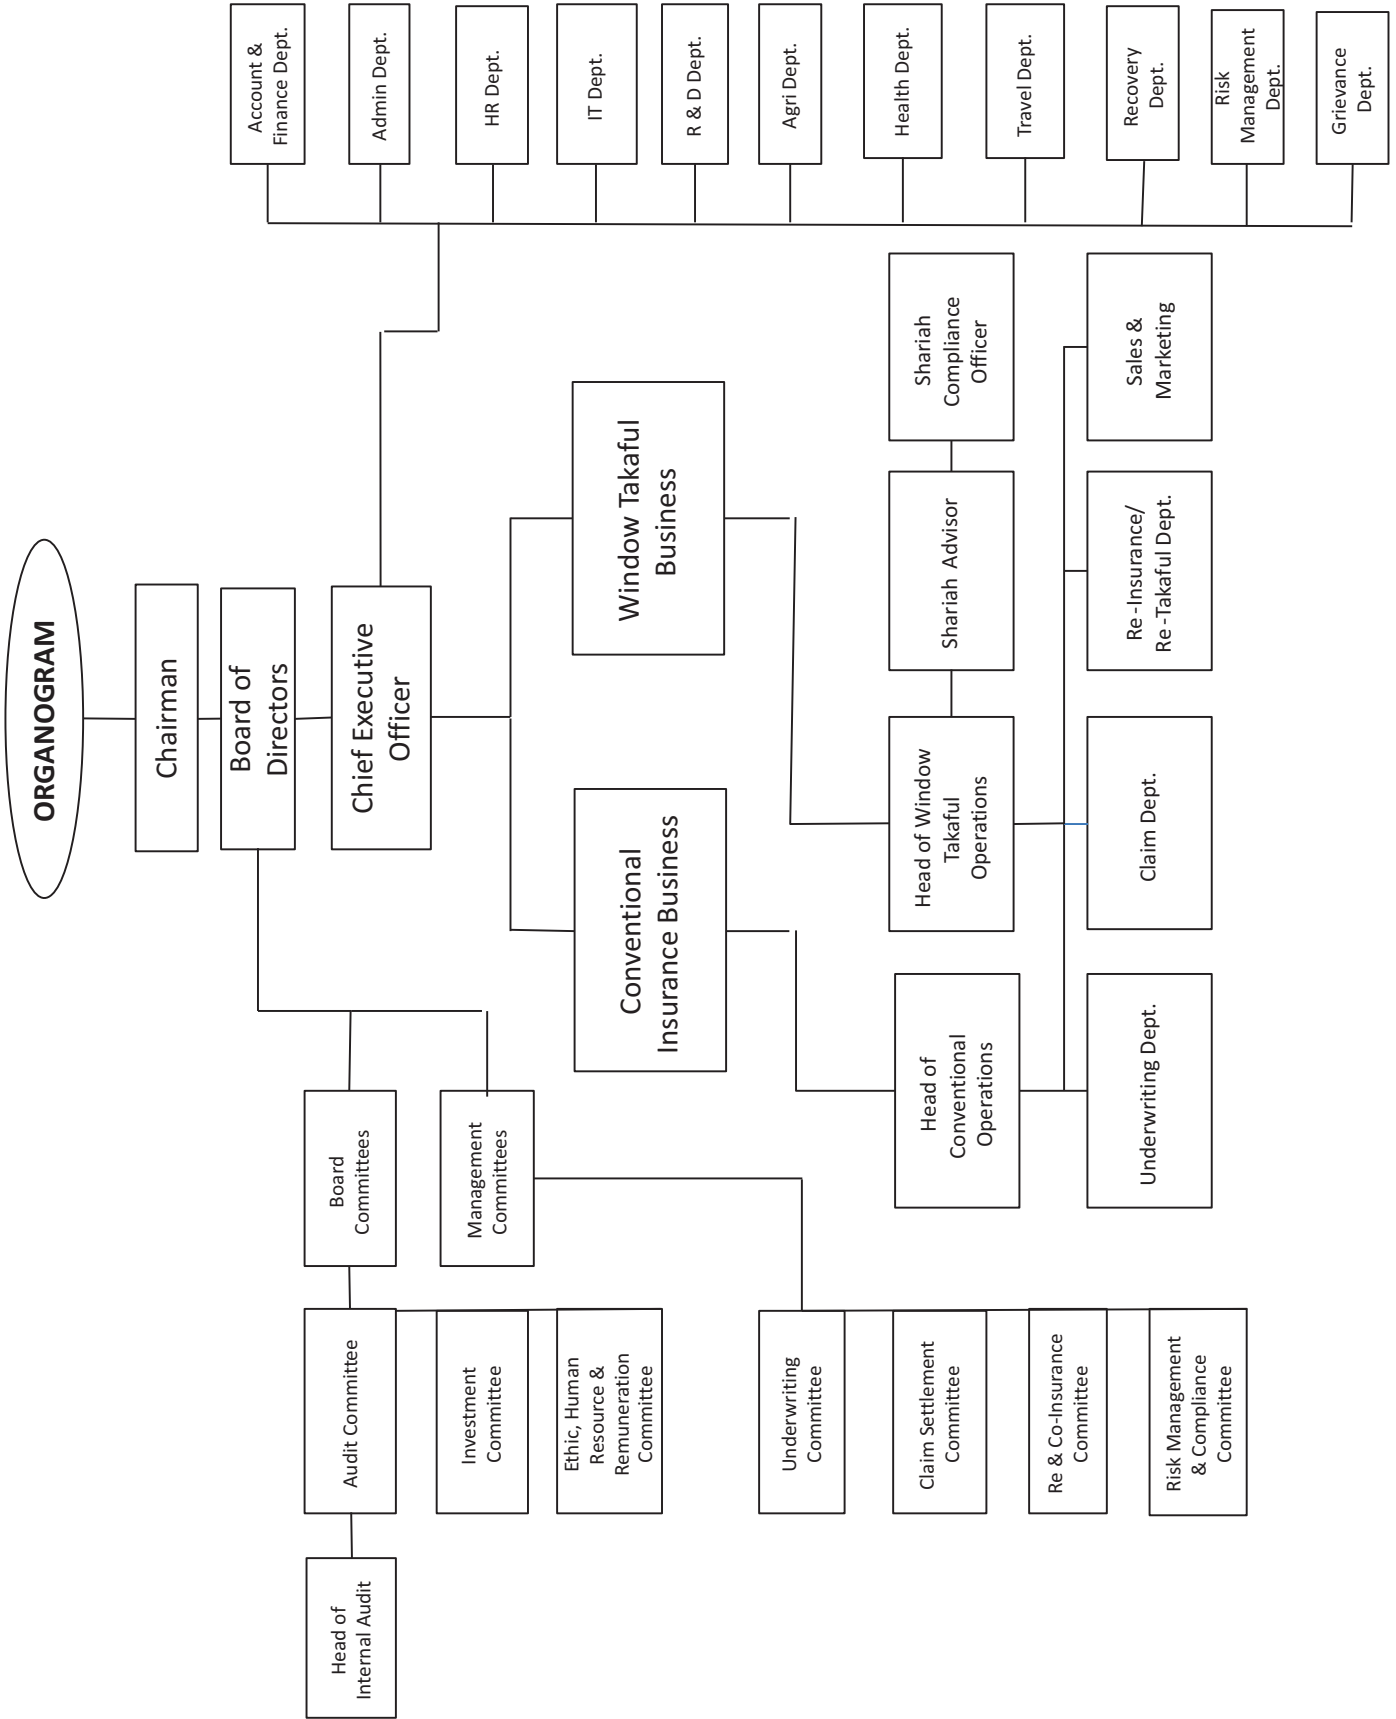 ORGANOGRAM
Chairman
Board of
Directors
Chief Executive
Officer
Account &
Finance Dept.
Admin Dept.
HR Dept.
IT Dept.
R & D Dept.
Agri Dept.
Health Dept.
Travel Dept.
Recovery
Dept.
Risk
Management
Dept.
Grievance
Dept.
Board
Committees
Management
Committees
Head of
Internal Audit
Audit Committee
Investment
Committee
Ethic, Human
Resource &
Remuneration
Committee
Underwriting
Committee
Claim Settlement
Committee
Re & Co-Insurance
Committee
Risk Management
& Compliance
Committee
Conventional
Insurance Business
Window Takaful
Business
Head of
Conventional
Operations
Head of Window
Takaful
Operations
Shariah Advisor
Shariah
Compliance
Officer
Underwriting Dept.
Claim Dept.
Re -Insurance/
Re -Takaful Dept.
Sales &
Marketing